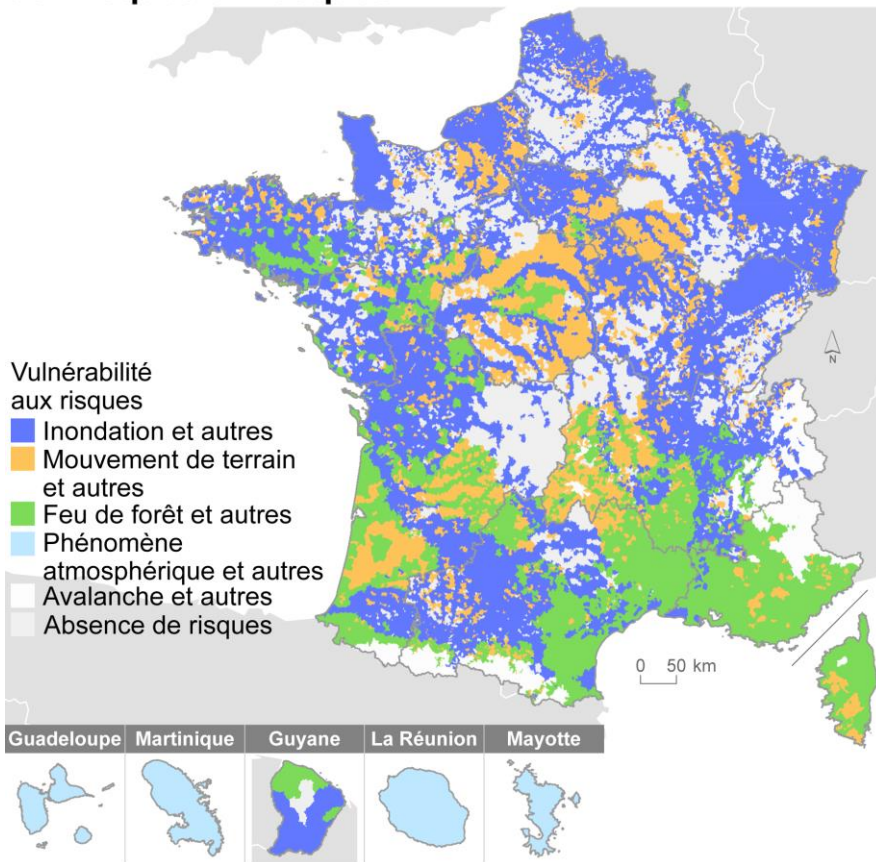 Vulnérabilité
aux risques
Inondation et autres
Mouvement de terrain
et autres
Feu de forêt et autres
Phénomène
atmosphérique et autres
Avalanche et autres
Absence de risques
N
0 50 km
Guadeloupe Martinique Guyane La Réunion Mayotte